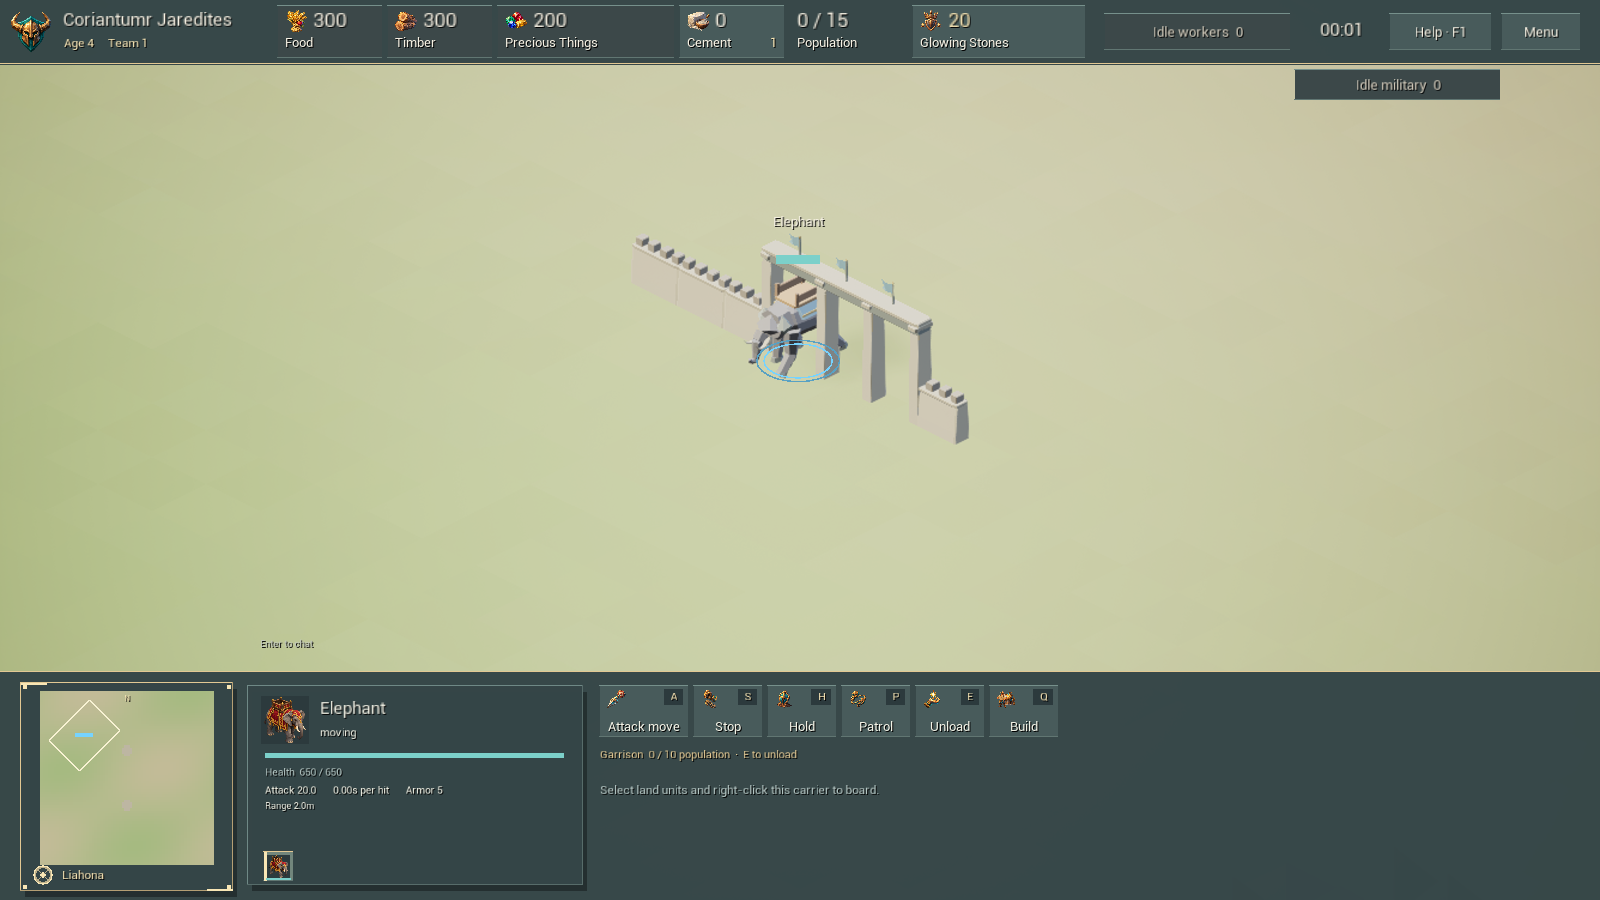 Coriantumr Jaredites
Age 4 Team 1
300
Food
300
Timber
200
Precious Things
0
Cement 1
0 / 15
Population
20
Glowing Stones
Idle workers 0
00:01
Help · F1
Menu
Idle military 0
Elephant
Enter to chat
N
Liahona
Elephant
moving
Health 650 / 650
Attack 20.0 0.00s per hit Armor 5
Range 2.0m
A
Attack move
S
Stop
H
Hold
P
Patrol
E
Unload
Q
Build
Garrison 0 / 10 population · E to unload
Select land units and right-click this carrier to board.